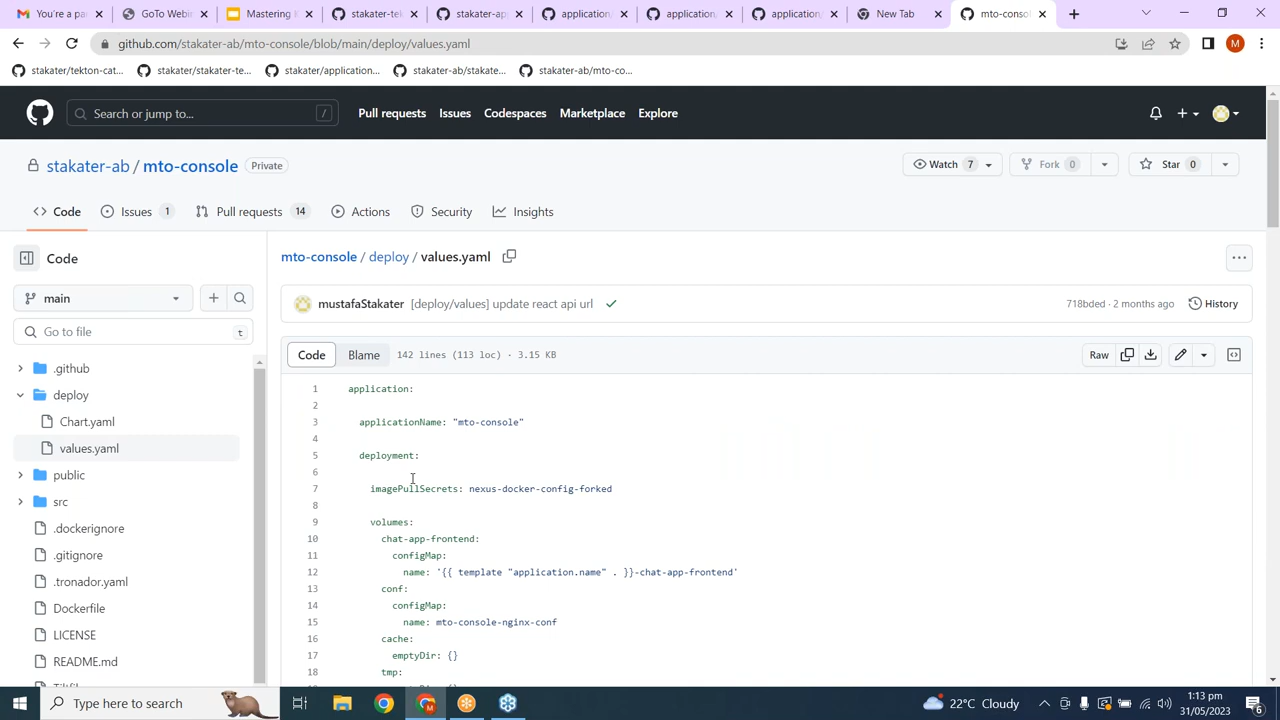 You're a pa
GoTo Webin
Mastering K
stakater-tek
stakater-ap
application/
application/
application/
New Tab
mto-conso
github.com/stakater-ab/mto-console/blob/main/deploy/values.yaml
M
stakater/tekton-cat...
stakater/stakater-te...
stakater/application...
stakater-ab/stakate...
stakater-ab/mto-co...
Search or jump to...
/
Pull requests
Issues
Codespaces
Marketplace
Explore
stakater-ab / mto-console
Private
Watch 7
Fork 0
Star 0
Code
Issues 1
Pull requests 14
Actions
Security
Insights
Code
main
Go to file
t
.github
deploy
Chart.yaml
values.yaml
public
src
.dockerignore
.gitignore
.tronador.yaml
Dockerfile
LICENSE
README.md
mto-console / deploy / values.yaml
mustafaStakater [deploy/values] update react api url
718bded · 2 months ago
History
Code
Blame
142 lines (113 loc) · 3.15 KB
Raw
1 application:
2
3 applicationName: "mto-console"
4
5 deployment:
6
7 imagePullSecrets: nexus-docker-config-forked
8
9 volumes:
10 chat-app-frontend:
11 configMap:
12 name: '{{ template "application.name" . }}-chat-app-frontend'
13 conf:
14 configMap:
15 name: mto-console-nginx-conf
16 cache:
17 emptyDir: {}
18 tmp:
Type here to search
M
22°C Cloudy
1:13 pm
31/05/2023
6